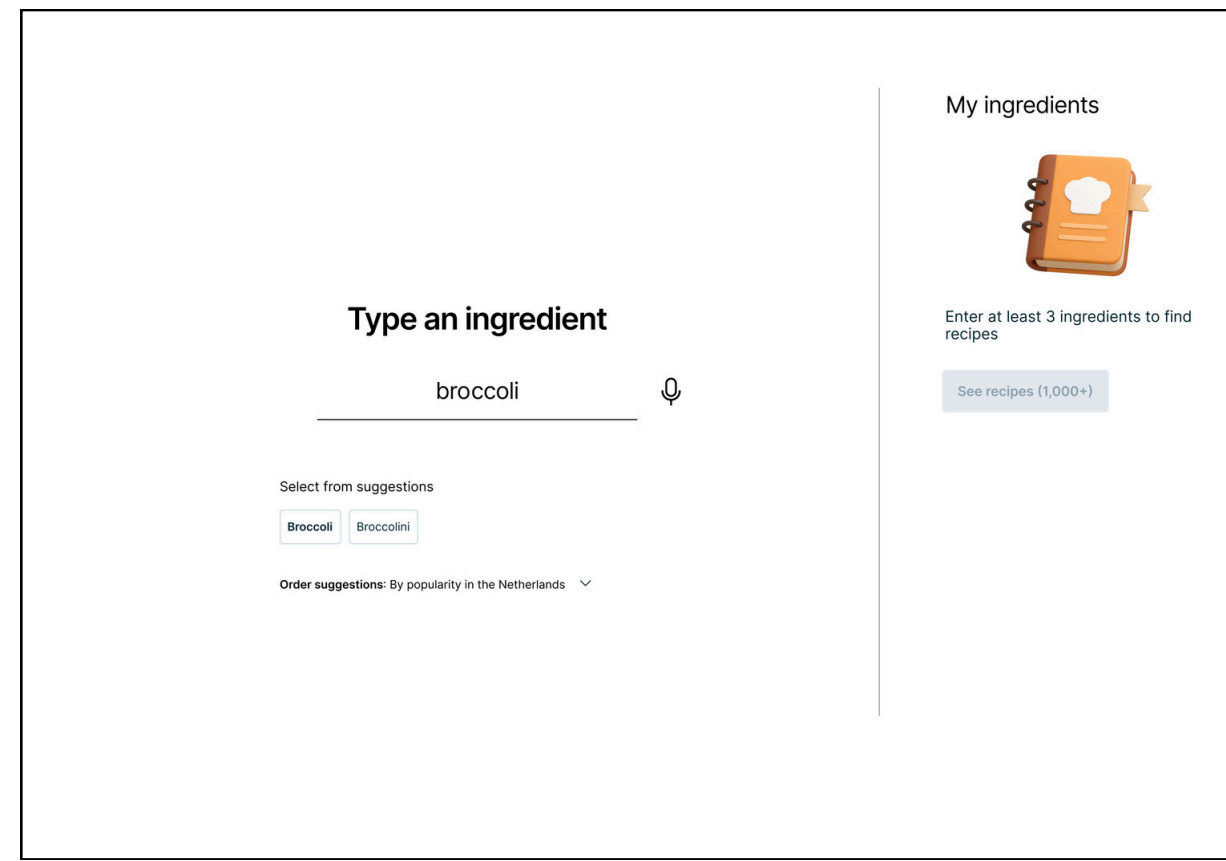 Type an ingredient
broccoli
Select from suggestions
Broccoli
Broccolini
Order suggestions: By popularity in the Netherlands
My ingredients
Enter at least 3 ingredients to find
recipes
See recipes (1,000+)